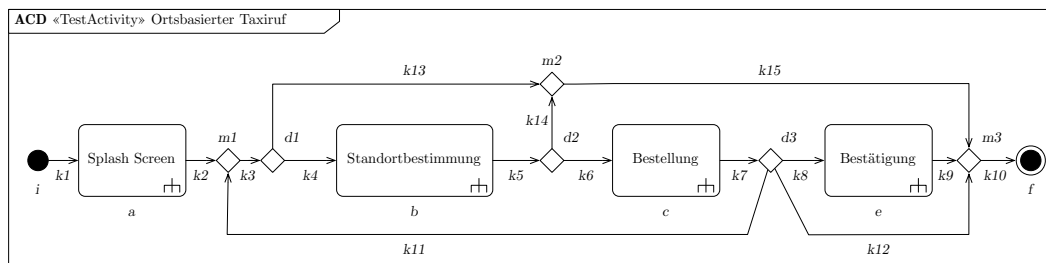 ACD «TestActivity» Ortsbasierter Taxiruf
m2
k13
k15
k14
m1
d1
d2
d3
m3
Splash Screen
Standortbestimmung
Bestellung
Bestätigung
k1
k2
k3
k4
k5
k6
k7
k8
k9
k10
i
a
b
c
e
f
k11
k12